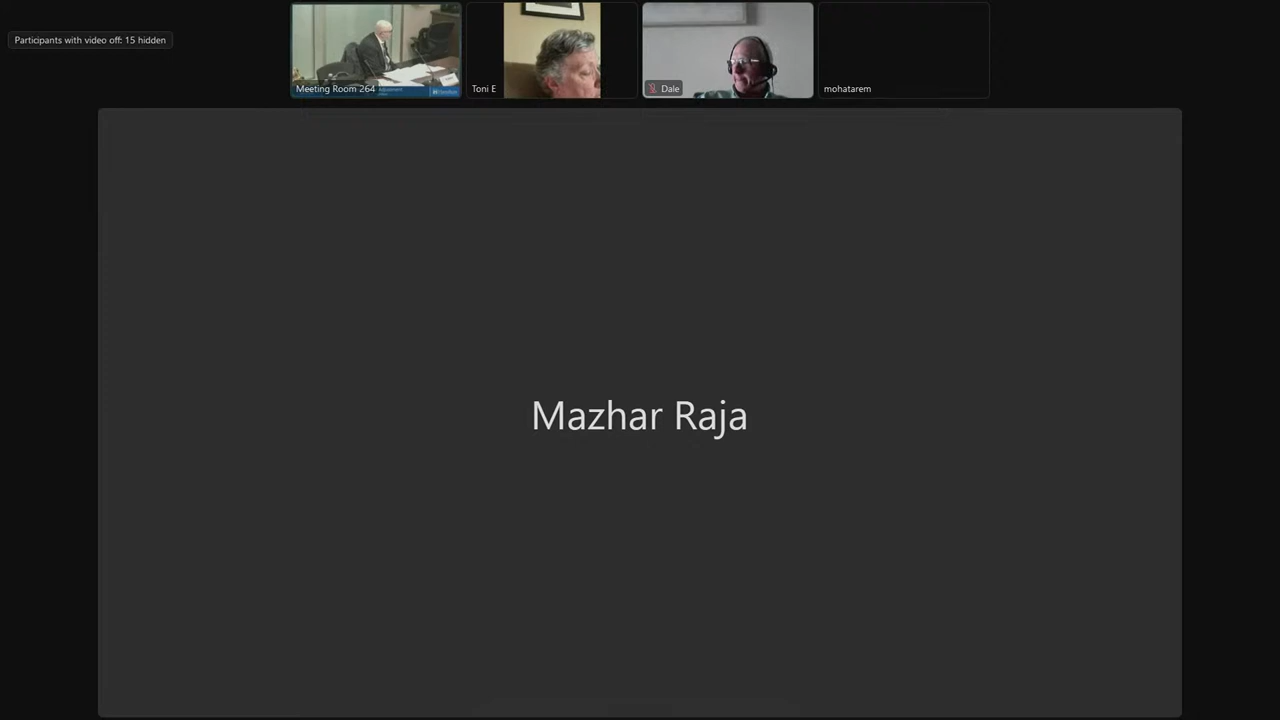 Participants with video off: 15 hidden
Meeting Room 264
Toni E
Dale
mohatarem
Mazhar Raja